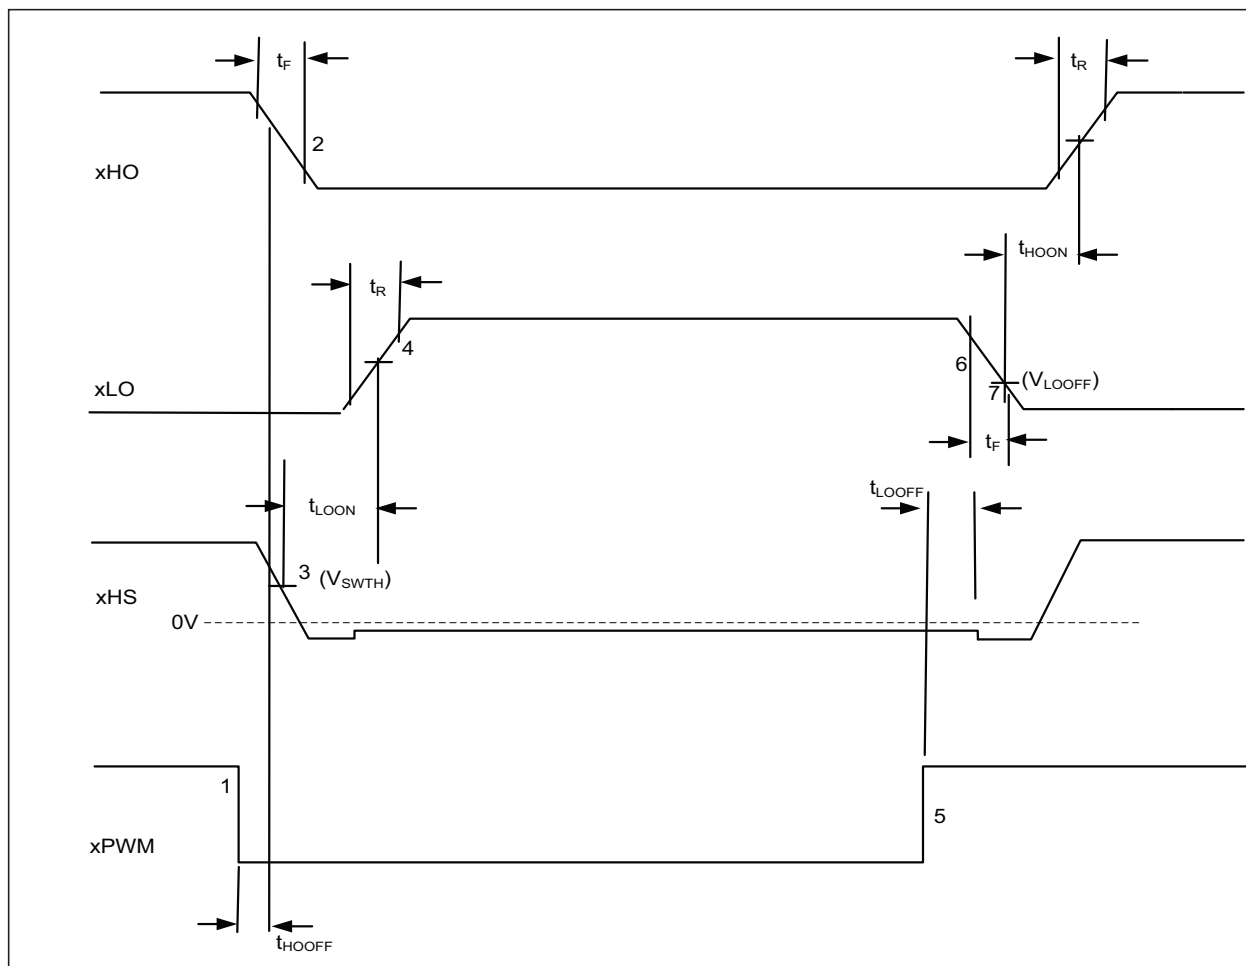 tF
tR
2
xHO
tHOON
tR
4
6
(VLOOFF)
7
xLO
tF
tLOOFF
tLOON
3 (VSWTH)
xHS
0V
1
5
xPWM
tHOOFF